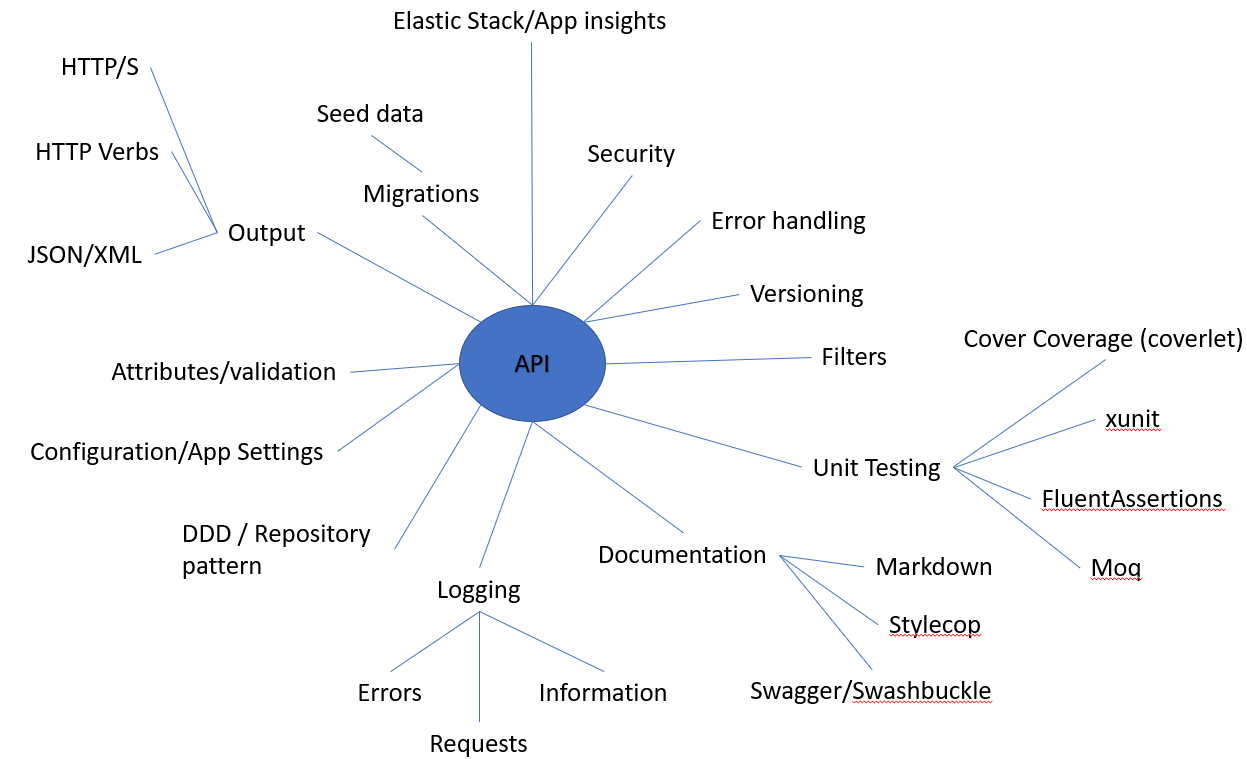 Elastic Stack/App insights
HTTP/S
Seed data
HTTP Verbs
Security
Migrations
Error handling
Output
JSON/XML
Versioning
Cover Coverage (coverlet)
Filters
API
Attributes/validation
xunit
Configuration/App Settings
Unit Testing
FluentAssertions
DDD / Repository
pattern
Documentation
Markdown
Moq
Logging
Stylecop
Errors
Information
Swagger/Swashbuckle
Requests